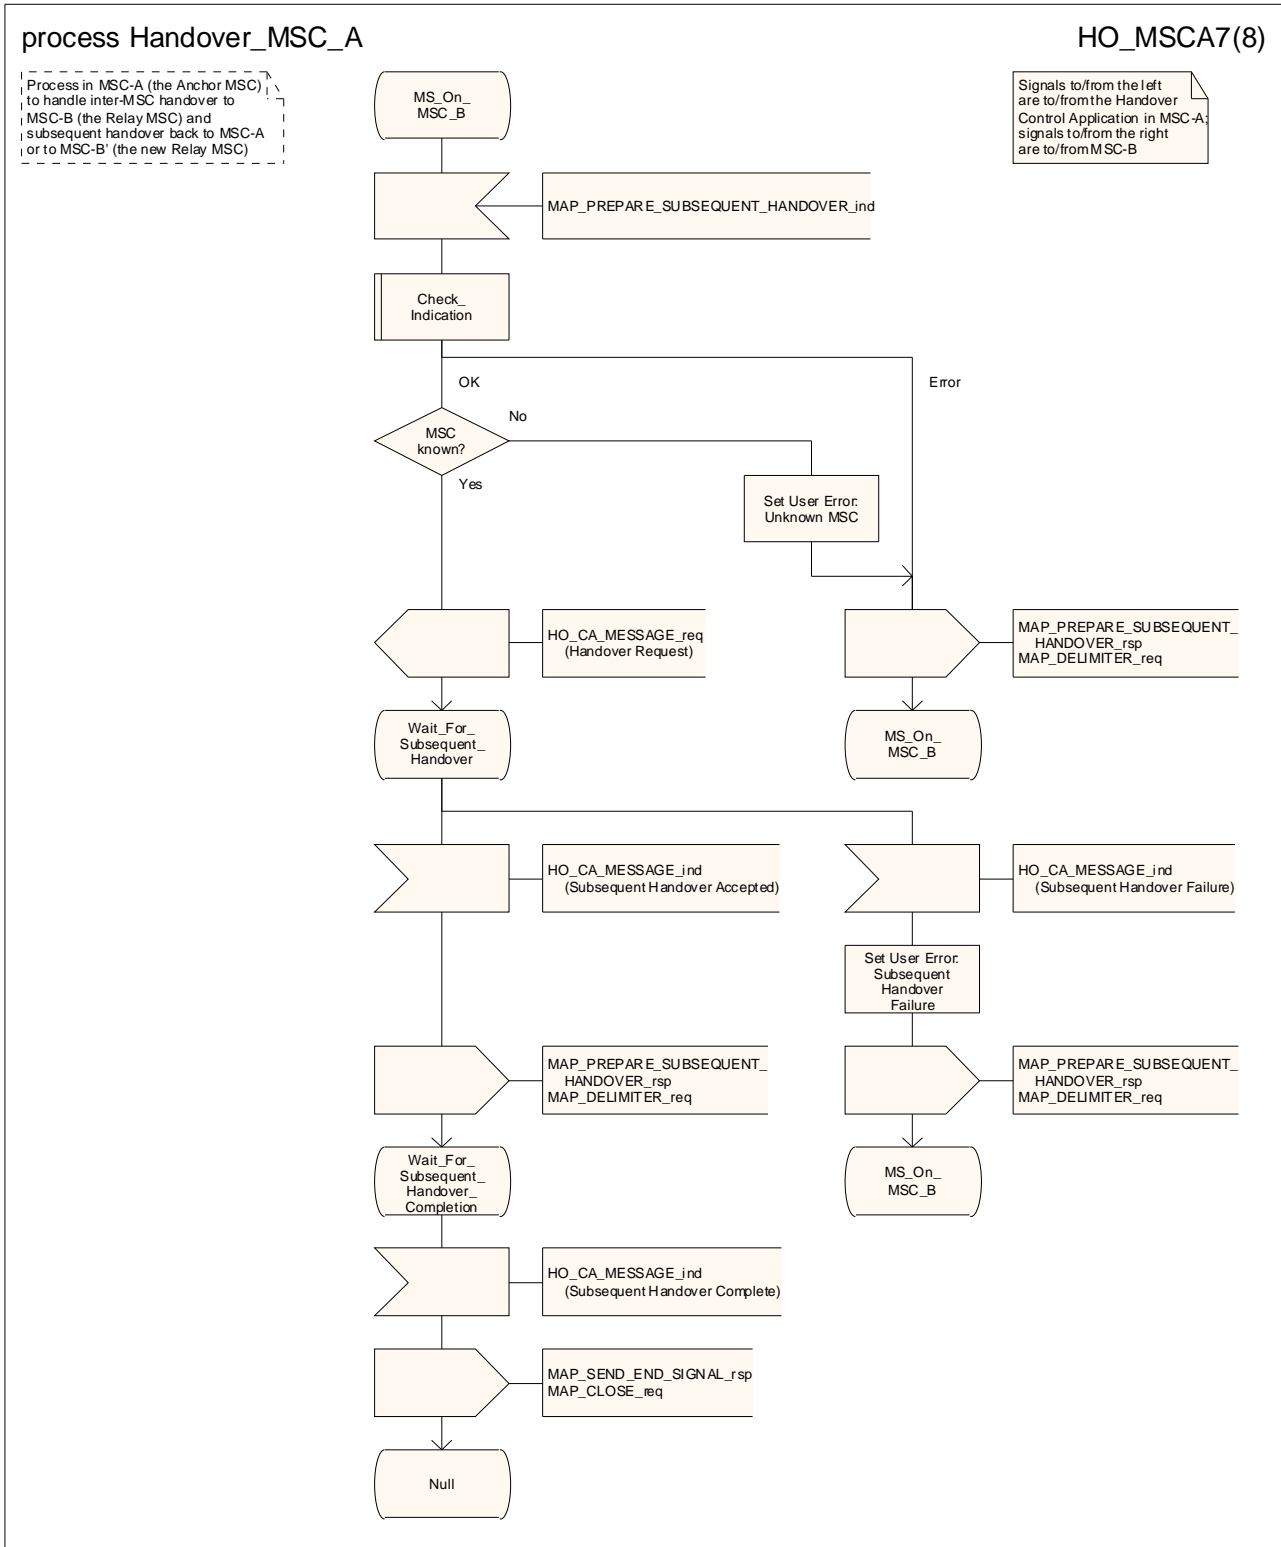 process Handover_MSC_A
HO_MSCA7(8)
Process in MSC-A (the Anchor MSC)
to handle inter-MSC handover to
MSC-B (the Relay MSC) and
subsequent handover back to MSC-A
or to MSC-B' (the new Relay MSC)
Signals to/from the left
are to/from the Handover
Control Application in MSC-A;
signals to/from the right
are to/from MSC-B
MS_On_
MSC_B
MAP_PREPARE_SUBSEQUENT_HANDOVER_ind
Check_
Indication
OK
Error
MSC
known?
No
Yes
Set User Error:
Unknown MSC
HO_CA_MESSAGE_req
(Handover Request)
MAP_PREPARE_SUBSEQUENT_
HANDOVER_rsp
MAP_DELIMITER_req
Wait_For_
Subsequent_
Handover
MS_On_
MSC_B
HO_CA_MESSAGE_ind
(Subsequent Handover Accepted)
HO_CA_MESSAGE_ind
(Subsequent Handover Failure)
Set User Error:
Subsequent
Handover
Failure
MAP_PREPARE_SUBSEQUENT_
HANDOVER_rsp
MAP_DELIMITER_req
MAP_PREPARE_SUBSEQUENT_
HANDOVER_rsp
MAP_DELIMITER_req
Wait_For_
Subsequent_
Handover_
Completion
MS_On_
MSC_B
HO_CA_MESSAGE_ind
(Subsequent Handover Complete)
MAP_SEND_END_SIGNAL_rsp
MAP_CLOSE_req
Null